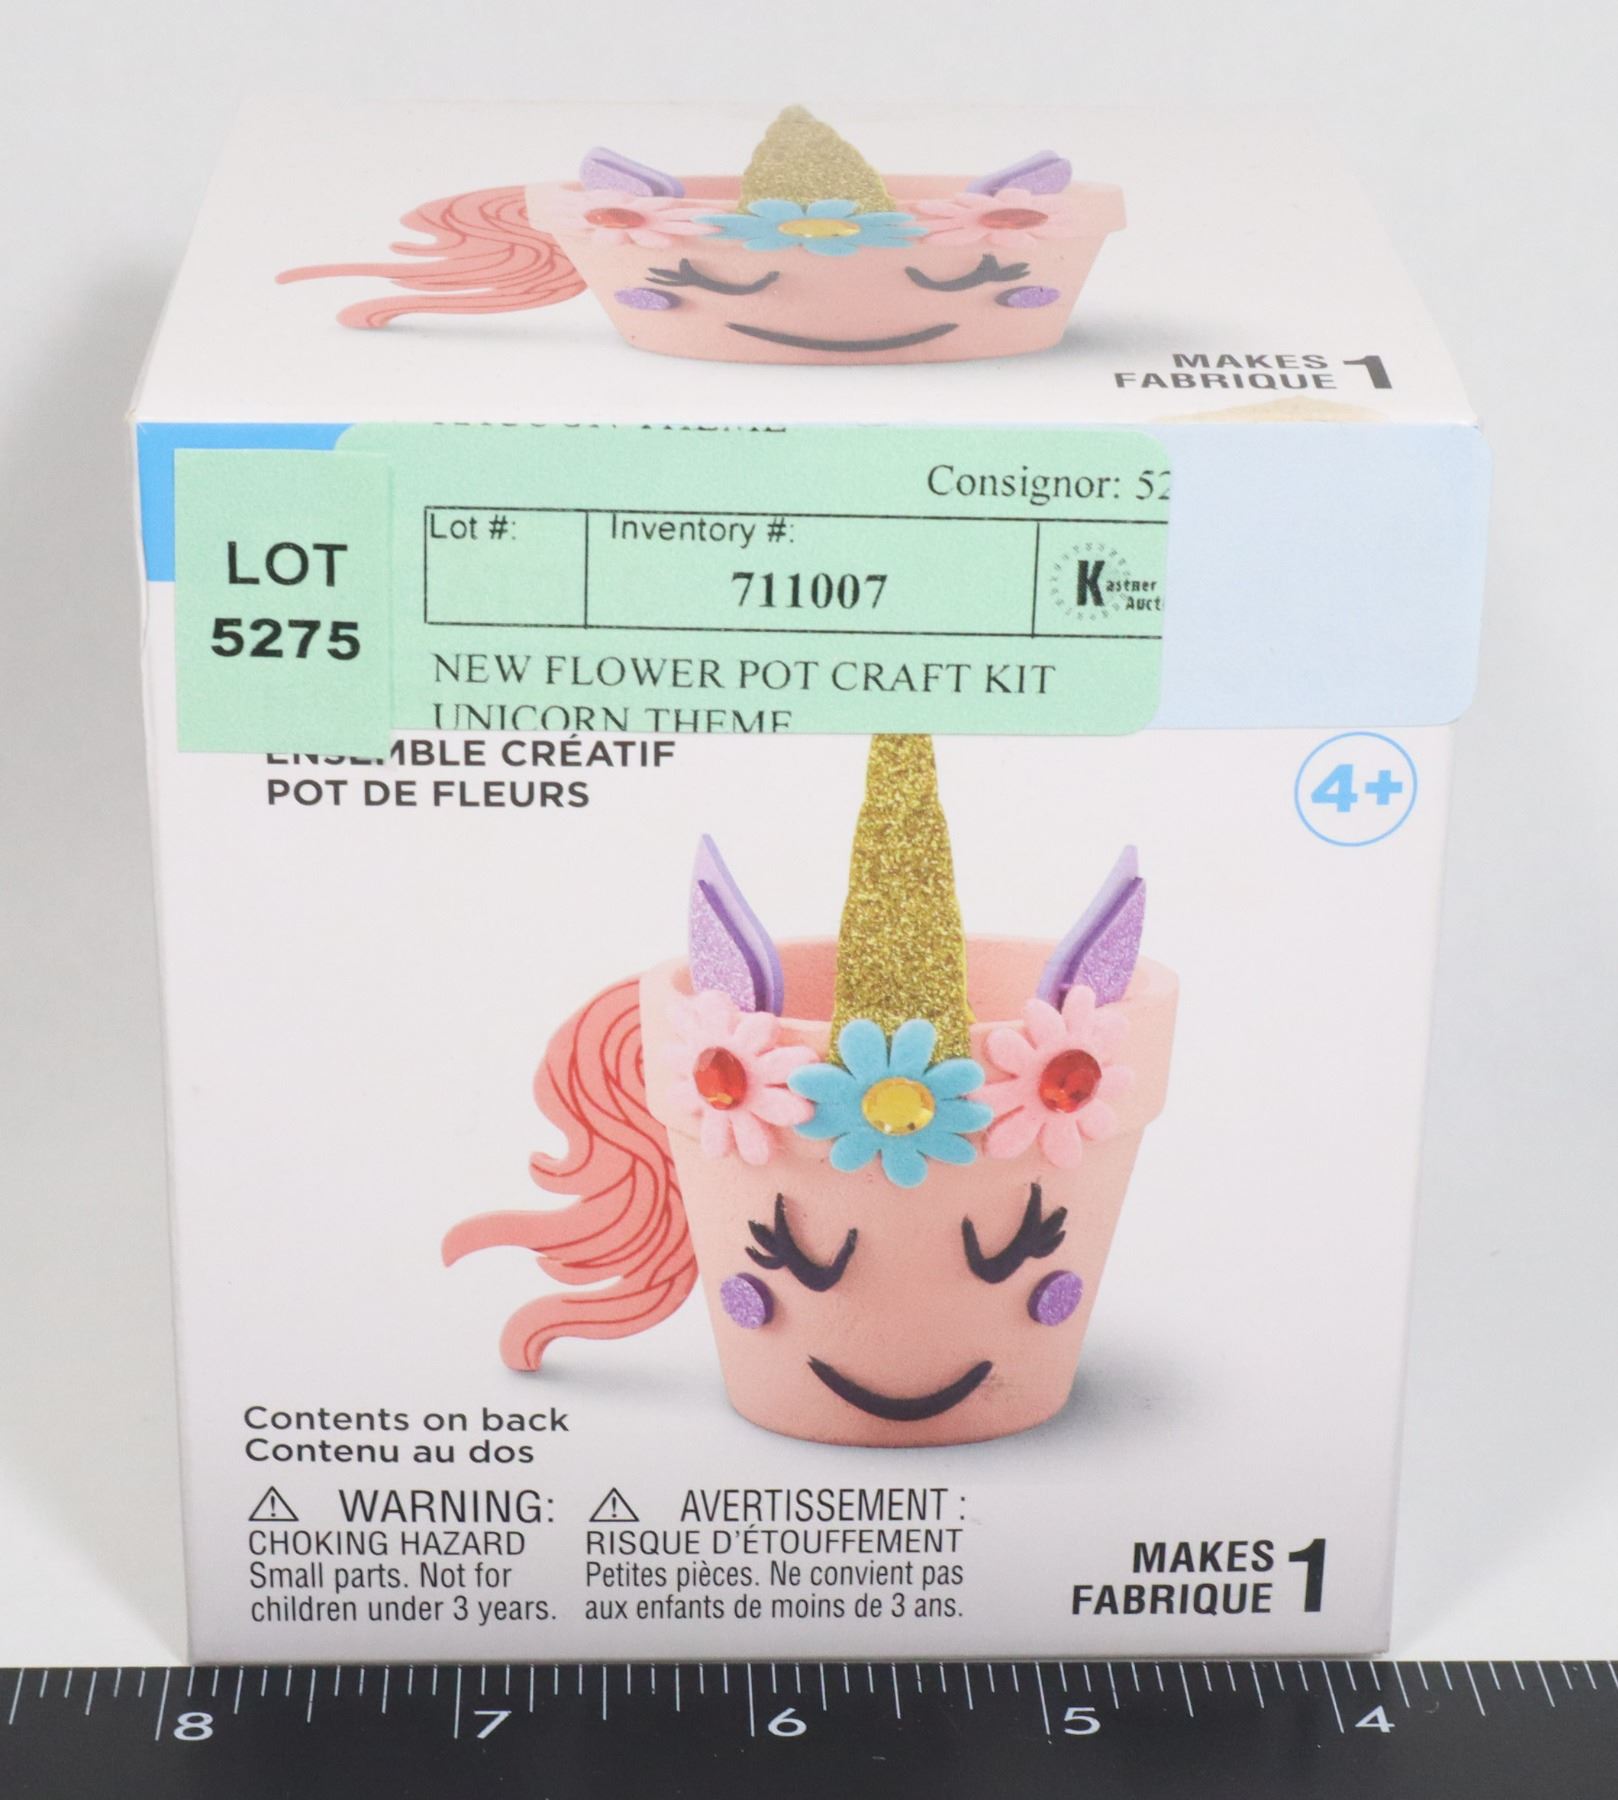 MAKES 1
FABRIQUE
Consignor: 52
Lot #:
Inventory #:
711007
Kastner
Auct
LOT
5275
NEW FLOWER POT CRAFT KIT
UNICORN THEME
ENSEMBLE CRÉATIF
POT DE FLEURS
4+
Contents on back
Contenu au dos
⚠ WARNING:
CHOKING HAZARD
Small parts. Not for
children under 3 years.
⚠ AVERTISSEMENT :
RISQUE D'ÉTOUFFEMENT
Petites pièces. Ne convient pas
aux enfants de moins de 3 ans.
MAKES 1
FABRIQUE
8 7 6 5 4